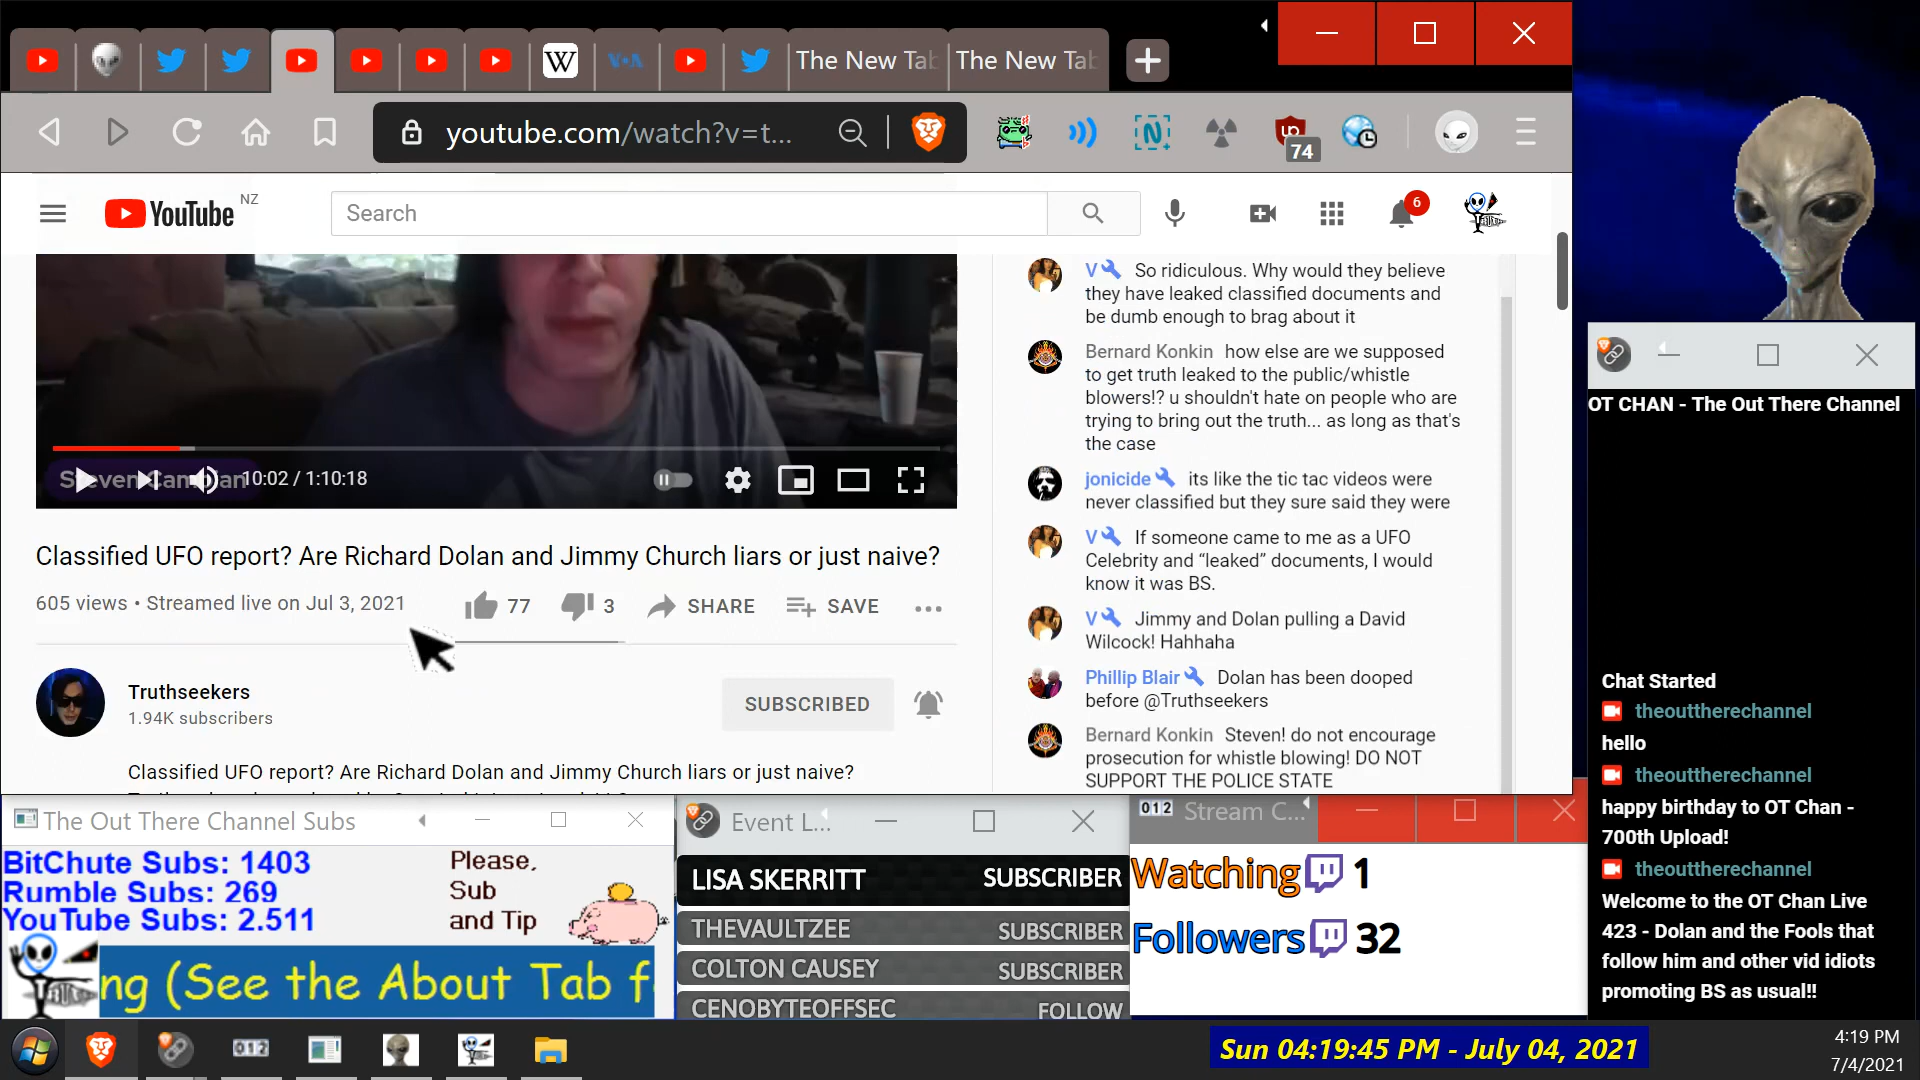 The New Tab
The New Tab
youtube.com/watch?v=t...
74
YouTube NZ
Search
6
V So ridiculous. Why would they believe
they have leaked classified documents and
be dumb enough to brag about it
Bernard Konkin how else are we supposed
to get truth leaked to the public/whistle
blowers!? u shouldn't hate on people who are
trying to bring out the truth... as long as that's
the case
jonicide its like the tic tac videos were
never classified but they sure said they were
V If someone came to me as a UFO
Celebrity and “leaked” documents, I would
know it was BS.
V Jimmy and Dolan pulling a David
Wilcock! Hahhaha
Phillip Blair Dolan has been dooped
before @Truthseekers
Bernard Konkin Steven! do not encourage
prosecution for whistle blowing! DO NOT
SUPPORT THE POLICE STATE
Steven Cambian
10:02 / 1:10:18
Classified UFO report? Are Richard Dolan and Jimmy Church liars or just naive?
605 views • Streamed live on Jul 3, 2021
77 3 SHARE SAVE
Truthseekers
1.94K subscribers
SUBSCRIBED
Classified UFO report? Are Richard Dolan and Jimmy Church liars or just naive?
OT CHAN - The Out There Channel
Chat Started
theouttherechannel
hello
theouttherechannel
happy birthday to OT Chan -
700th Upload!
theouttherechannel
Welcome to the OT Chan Live
423 - Dolan and the Fools that
follow him and other vid idiots
promoting BS as usual!!
The Out There Channel Subs
BitChute Subs: 1403
Rumble Subs: 269
YouTube Subs: 2.511
Please,
Sub
and Tip
ng (See the About Tab f
Event L...
LISA SKERRITT SUBSCRIBER
THEVAULTZEE SUBSCRIBER
COLTON CAUSEY SUBSCRIBER
CENOBYTEOFFSEC FOLLOW
012 Stream C...
Watching 1
Followers 32
012
Sun 04:19:45 PM - July 04, 2021
4:19 PM
7/4/2021